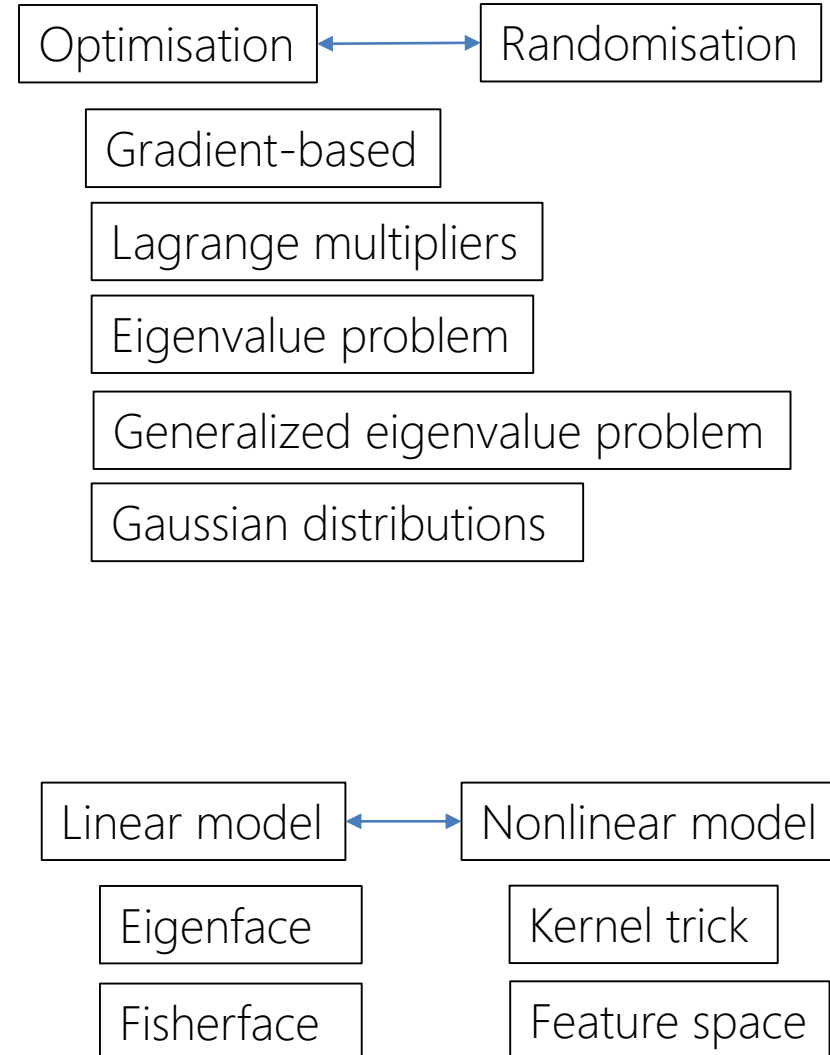 Optimisation
Randomisation
Gradient-based
Lagrange multipliers
Eigenvalue problem
Generalized eigenvalue problem
Gaussian distributions
Linear model
Nonlinear model
Eigenface
Kernel trick
Fisherface
Feature space